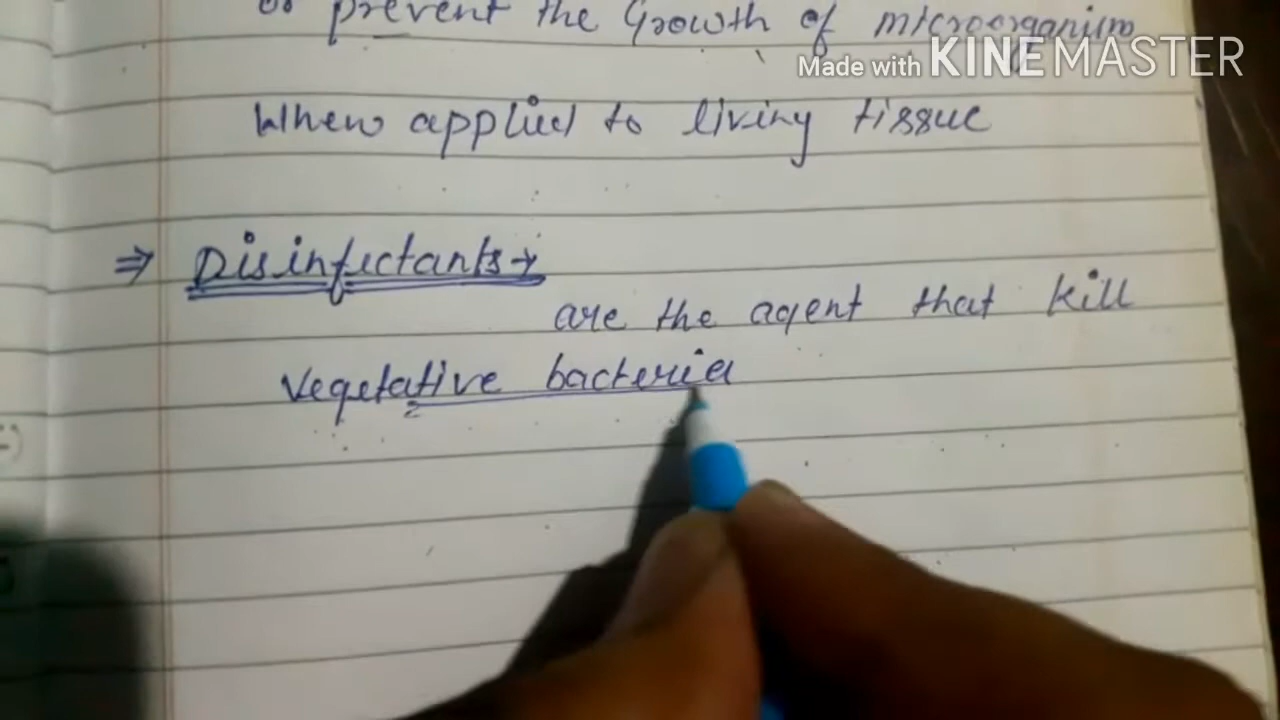 or prevent the Growth of microorganism
Made with KINEMASTER
When applied to living tissue
⇒ Disinfectants→
are the agent that kill
vegetative bacteria